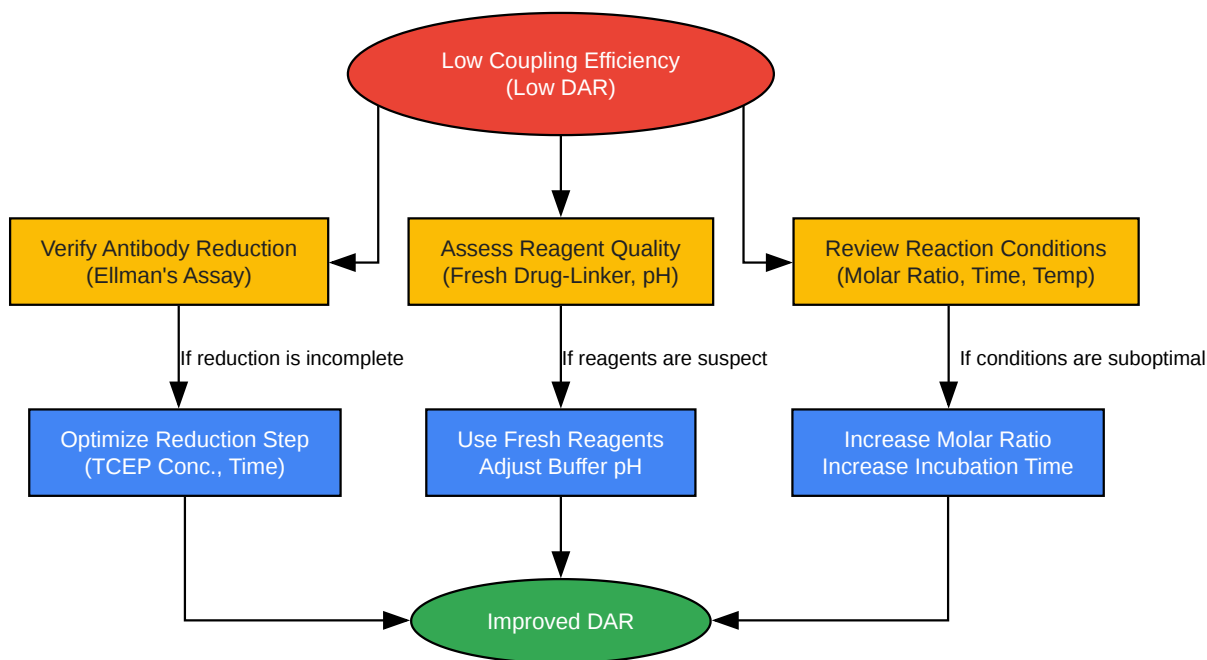 Low Coupling Efficiency
(Low DAR)
Verify Antibody Reduction
(Ellman's Assay)
Assess Reagent Quality
(Fresh Drug-Linker, pH)
Review Reaction Conditions
(Molar Ratio, Time, Temp)
If reduction is incomplete
If reagents are suspect
If conditions are suboptimal
Optimize Reduction Step
(TCEP Conc., Time)
Use Fresh Reagents
Adjust Buffer pH
Increase Molar Ratio
Increase Incubation Time
Improved DAR